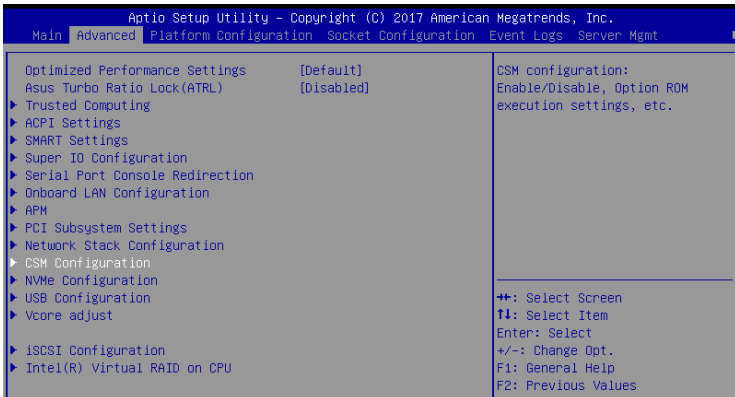 Aptio Setup Utility – Copyright (C) 2017 American Megatrends, Inc.
Main Advanced Platform Configuration Socket Configuration Event Logs Server Mgmt
Optimized Performance Settings [Default]
Asus Turbo Ratio Lock(ATRL) [Disabled]
Trusted Computing
ACPI Settings
SMART Settings
Super IO Configuration
Serial Port Console Redirection
Onboard LAN Configuration
APM
PCI Subsystem Settings
Network Stack Configuration
CSM Configuration
NVMe Configuration
USB Configuration
Vcore adjust
iSCSI Configuration
Intel(R) Virtual RAID on CPU
CSM configuration:
Enable/Disable, Option ROM
execution settings, etc.
→←: Select Screen
↑↓: Select Item
Enter: Select
+/-: Change Opt.
F1: General Help
F2: Previous Values